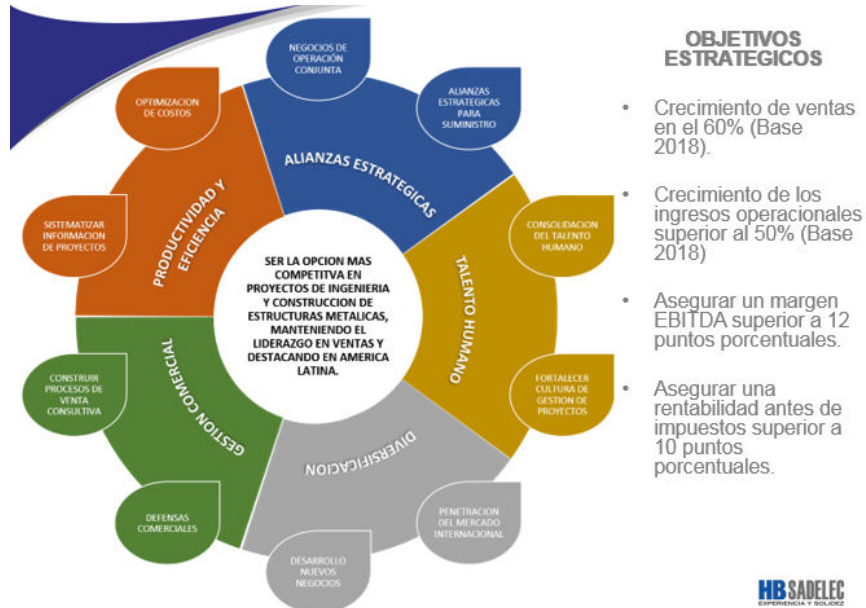 NEGOCIOS DE
OPERACIÓN
CONJUNTA
ALIANZAS
ESTRATEGICAS
PARA
SUMINISTRO
OPTIMIZACION
DE COSTOS
SISTEMATIZAR
INFORMACION
DE PROYECTOS
CONSOLIDACION
DEL TALENTO
HUMANO
FORTALECER
CULTURA DE
GESTION DE
PROYECTOS
PENETRACION
DEL MERCADO
INTERNACIONAL
DESARROLLO
NUEVOS
NEGOCIOS
DEFENSAS
COMERCIALES
CONSTRUIR
PROCESOS DE
VENTA
CONSULTIVA
ALIANZAS ESTRATEGICAS
TALENTO HUMANO
DIVERSIFICACION
GESTION COMERCIAL
PRODUCTIVIDAD Y
EFICIENCIA
SER LA OPCION MAS
COMPETITVA EN
PROYECTOS DE INGENIERIA
Y CONSTRUCCION DE
ESTRUCTURAS METALICAS,
MANTENIENDO EL
LIDERAZGO EN VENTAS Y
DESTACANDO EN AMERICA
LATINA.
OBJETIVOS
ESTRATEGICOS
• Crecimiento de ventas
en el 60% (Base
2018).
• Crecimiento de los
ingresos operacionales
superior al 50% (Base
2018)
• Asegurar un margen
EBITDA superior a 12
puntos porcentuales.
• Asegurar una
rentabilidad antes de
impuestos superior a
10 puntos
porcentuales.
HB SADELEC
EXPERIENCIA Y SOLIDEZ